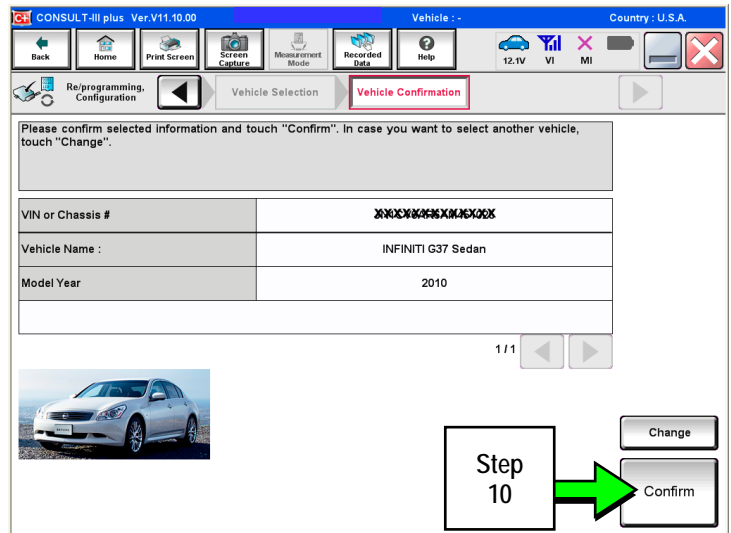 CONSULT-III plus Ver.V11.10.00 Vehicle : - Country : U.S.A.
Back Home Print Screen Screen Capture Measurement Mode Recorded Data Help 12.1V VI MI
Re/programming, Configuration Vehicle Selection Vehicle Confirmation
Please confirm selected information and touch "Confirm". In case you want to select another vehicle,
touch "Change".
VIN or Chassis #
Vehicle Name : INFINITI G37 Sedan
Model Year 2010
1/1
Change
Step
10
Confirm